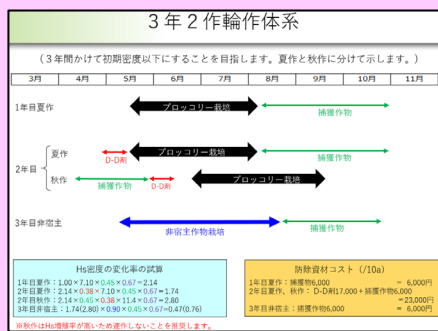 3年2作輪作体系
(3年間かけて初期密度以下にすることを目指します。夏作と秋作に分けて示します。)
3月 4月 5月 6月 7月 8月 9月 10月 11月
1年目夏作
ブロッコリー栽培
捕獲作物
2年目
夏作
D-D剤
ブロッコリー栽培
捕獲作物
秋作
捕獲作物
D-D剤
ブロッコリー栽培
3年目非宿主
非宿主作物栽培
捕獲作物
Hs密度の変化率の試算
1年目夏作:1.00×7.10×0.45×0.67=2.14
2年目夏作:2.14×0.38×7.10×0.45×0.67=1.74
2年目秋作:2.14×0.45×0.38×11.4×0.67=2.80
3年目非宿主:1.74(2.80)×0.90×0.45×0.67=0.47(0.76)
※秋作はHs増殖率が高いため連作しないことを推奨します。
防除資材コスト(/10a)
1年目夏作:捕獲物6,000 = 6,000円
2年目夏作、秋作:D-D剤17,000+捕獲作物6,000
=23,000円
3年目非宿主:捕獲物6,000 = 6,000円